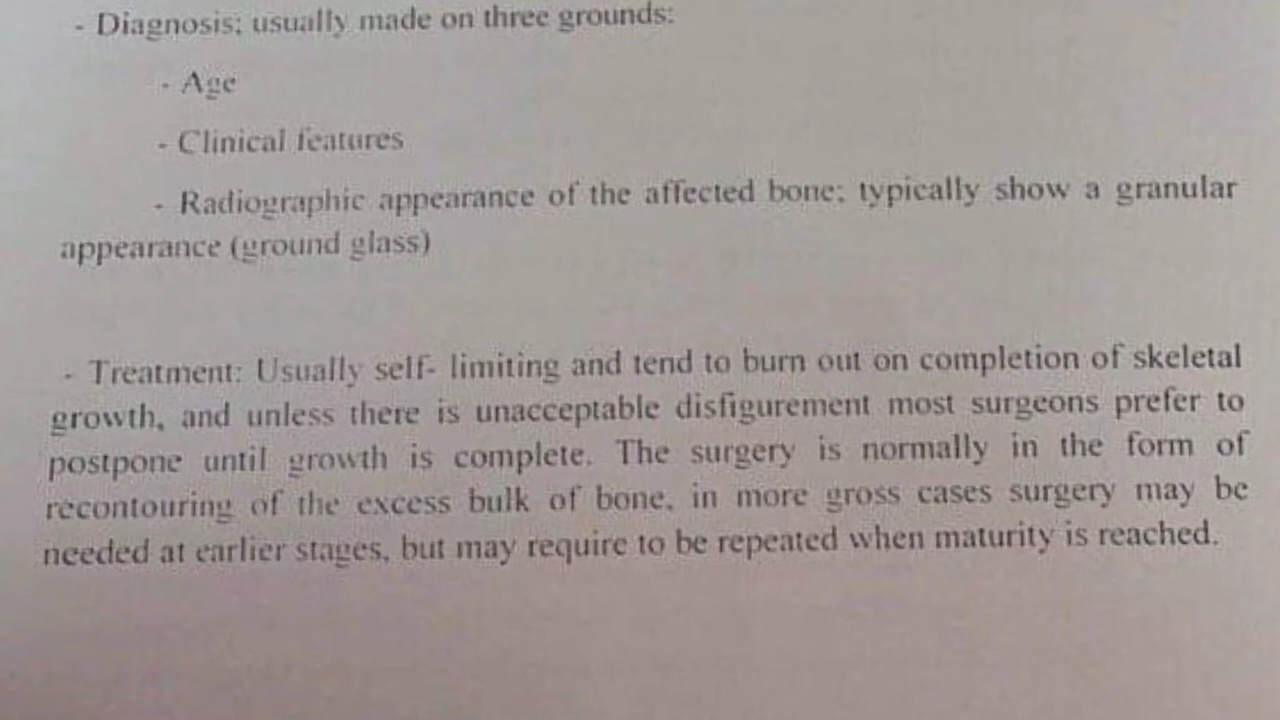 - Diagnosis; usually made on three grounds:
- Age
- Clinical features
- Radiographic appearance of the affected bone; typically show a granular
appearance (ground glass)
- Treatment: Usually self- limiting and tend to burn out on completion of skeletal
growth, and unless there is unacceptable disfigurement most surgeons prefer to
postpone until growth is complete. The surgery is normally in the form of
recontouring of the excess bulk of bone, in more gross cases surgery may be
needed at earlier stages, but may require to be repeated when maturity is reached.